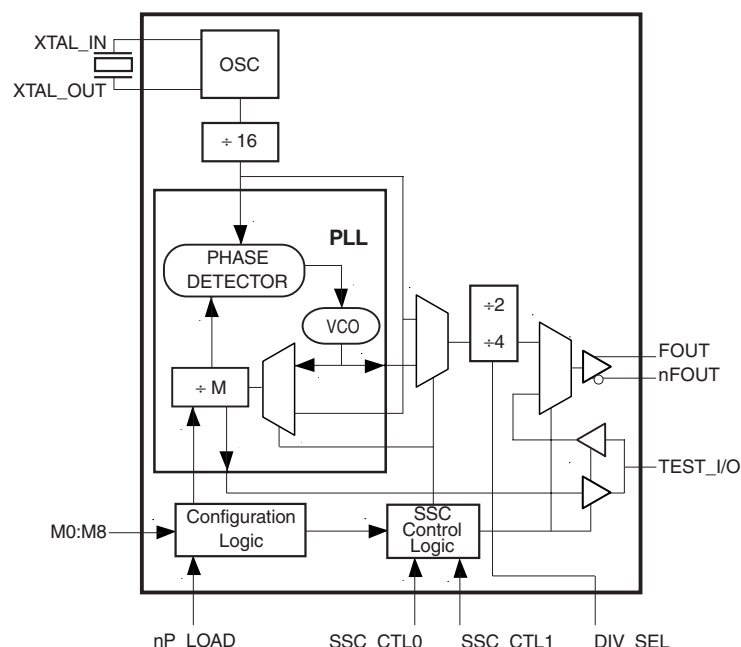 XTAL_IN
OSC
XTAL_OUT
÷ 16
PLL
PHASE
DETECTOR
VCO
÷2
÷4
÷ M
FOUT
nFOUT
TEST_I/O
M0:M8
Configuration
Logic
SSC
Control
Logic
nP_LOAD
SSC_CTL0
SSC_CTL1
DIV_SEL